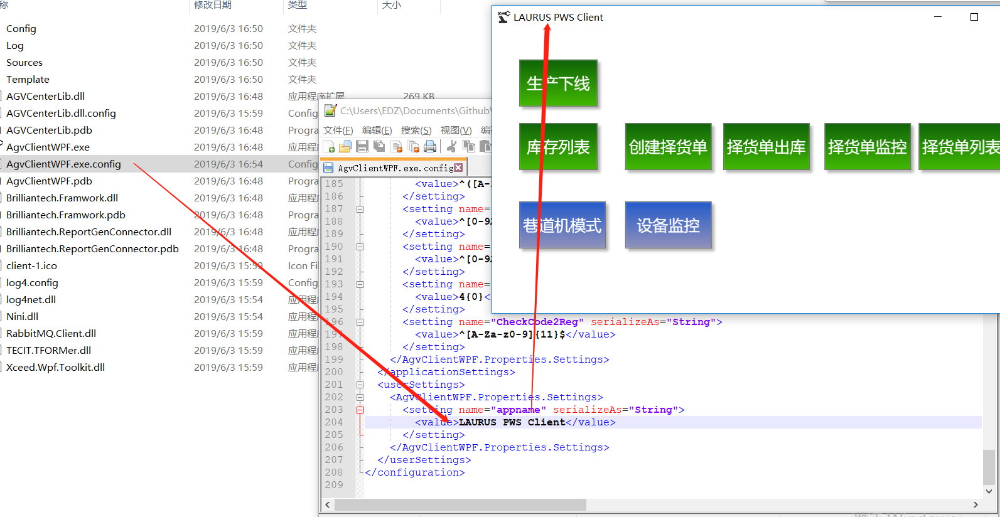 称 修改日期 类型 大小
Config 2019/6/3 16:50 文件夹
Log 2019/6/3 16:50 文件夹
Sources 2019/6/3 16:50 文件夹
Template 2019/6/3 16:50 文件夹
AGVCenterLib.dll 2019/6/3 16:48 应用程序扩展 269 KB
AGVCenterLib.dll.config 2019/6/3 15:59 Config
AGVCenterLib.pdb 2019/6/3 16:48 Progra
AgvClientWPF.exe 2019/6/3 16:48 应用程序
AgvClientWPF.exe.config 2019/6/3 16:54 Config
AgvClientWPF.pdb 2019/6/3 16:48 Progra
Brilliantech.Framwork.dll 2019/6/3 16:48 应用程序
Brilliantech.Framwork.pdb 2019/6/3 16:48 Progra
Brilliantech.ReportGenConnector.dll 2019/6/3 16:48 应用程序
Brilliantech.ReportGenConnector.pdb 2019/6/3 16:48 Progra
client-1.ico 2019/6/3 15:59 Icon Fi
log4.config 2019/6/3 15:59 Config
log4net.dll 2019/6/3 15:54 应用程序
Nini.dll 2019/6/3 15:54 应用程序
RabbitMQ.Client.dll 2019/6/3 15:59 应用程序
TECIT.TFORMer.dll 2019/6/3 15:59 应用程序
Xceed.Wpf.Toolkit.dll 2019/6/3 15:59 应用程序
C:\Users\EDZ\Documents\Github\
文件(F) 编辑(E) 搜索(S) 视图(V) 编
AgvClientWPF.exe.config
185 <value>^([A-
186 </setting>
187 <setting name=
188 <value>^[0-9
189 </setting>
190 <setting name=
191 <value>^[0-9
192 </setting>
193 <setting name=
194 <value>4{0}<
195 </setting>
196 <setting name="CheckCode2Reg" serializeAs="String">
197 <value>^[A-Za-z0-9]{11}$</value>
198 </setting>
199 </AgvClientWPF.Properties.Settings>
200 </applicationSettings>
201 <userSettings>
202 <AgvClientWPF.Properties.Settings>
203 <setting name="appname" serializeAs="String">
204 <value>LAURUS PWS Client</value>
205 </setting>
206 </AgvClientWPF.Properties.Settings>
207 </userSettings>
208 </configuration>
209
LAURUS PWS Client
生产下线
库存列表 创建择货单 择货单出库 择货单监控 择货单列表
巷道机模式 设备监控